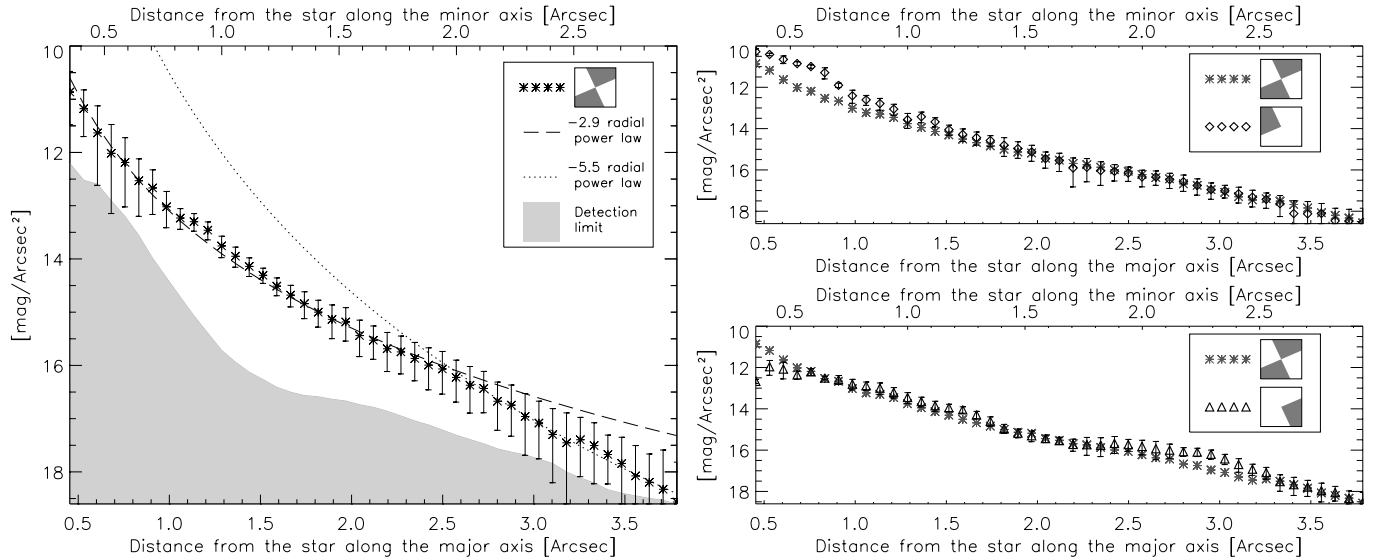 Distance from the star along the minor axis [Arcsec]
0.5 1.0 1.5 2.0 2.5
10
12
14
16
18
[mag/Arcsec²]
−2.9 radial
power law
−5.5 radial
power law
Detection
limit
0.5 1.0 1.5 2.0 2.5 3.0 3.5
Distance from the star along the major axis [Arcsec]
Distance from the star along the minor axis [Arcsec]
0.5 1.0 1.5 2.0 2.5
10
12
14
16
18
[mag/Arcsec²]
0.5 1.0 1.5 2.0 2.5 3.0 3.5
Distance from the star along the major axis [Arcsec]
Distance from the star along the minor axis [Arcsec]
0.5 1.0 1.5 2.0 2.5
10
12
14
16
18
[mag/Arcsec²]
0.5 1.0 1.5 2.0 2.5 3.0 3.5
Distance from the star along the major axis [Arcsec]